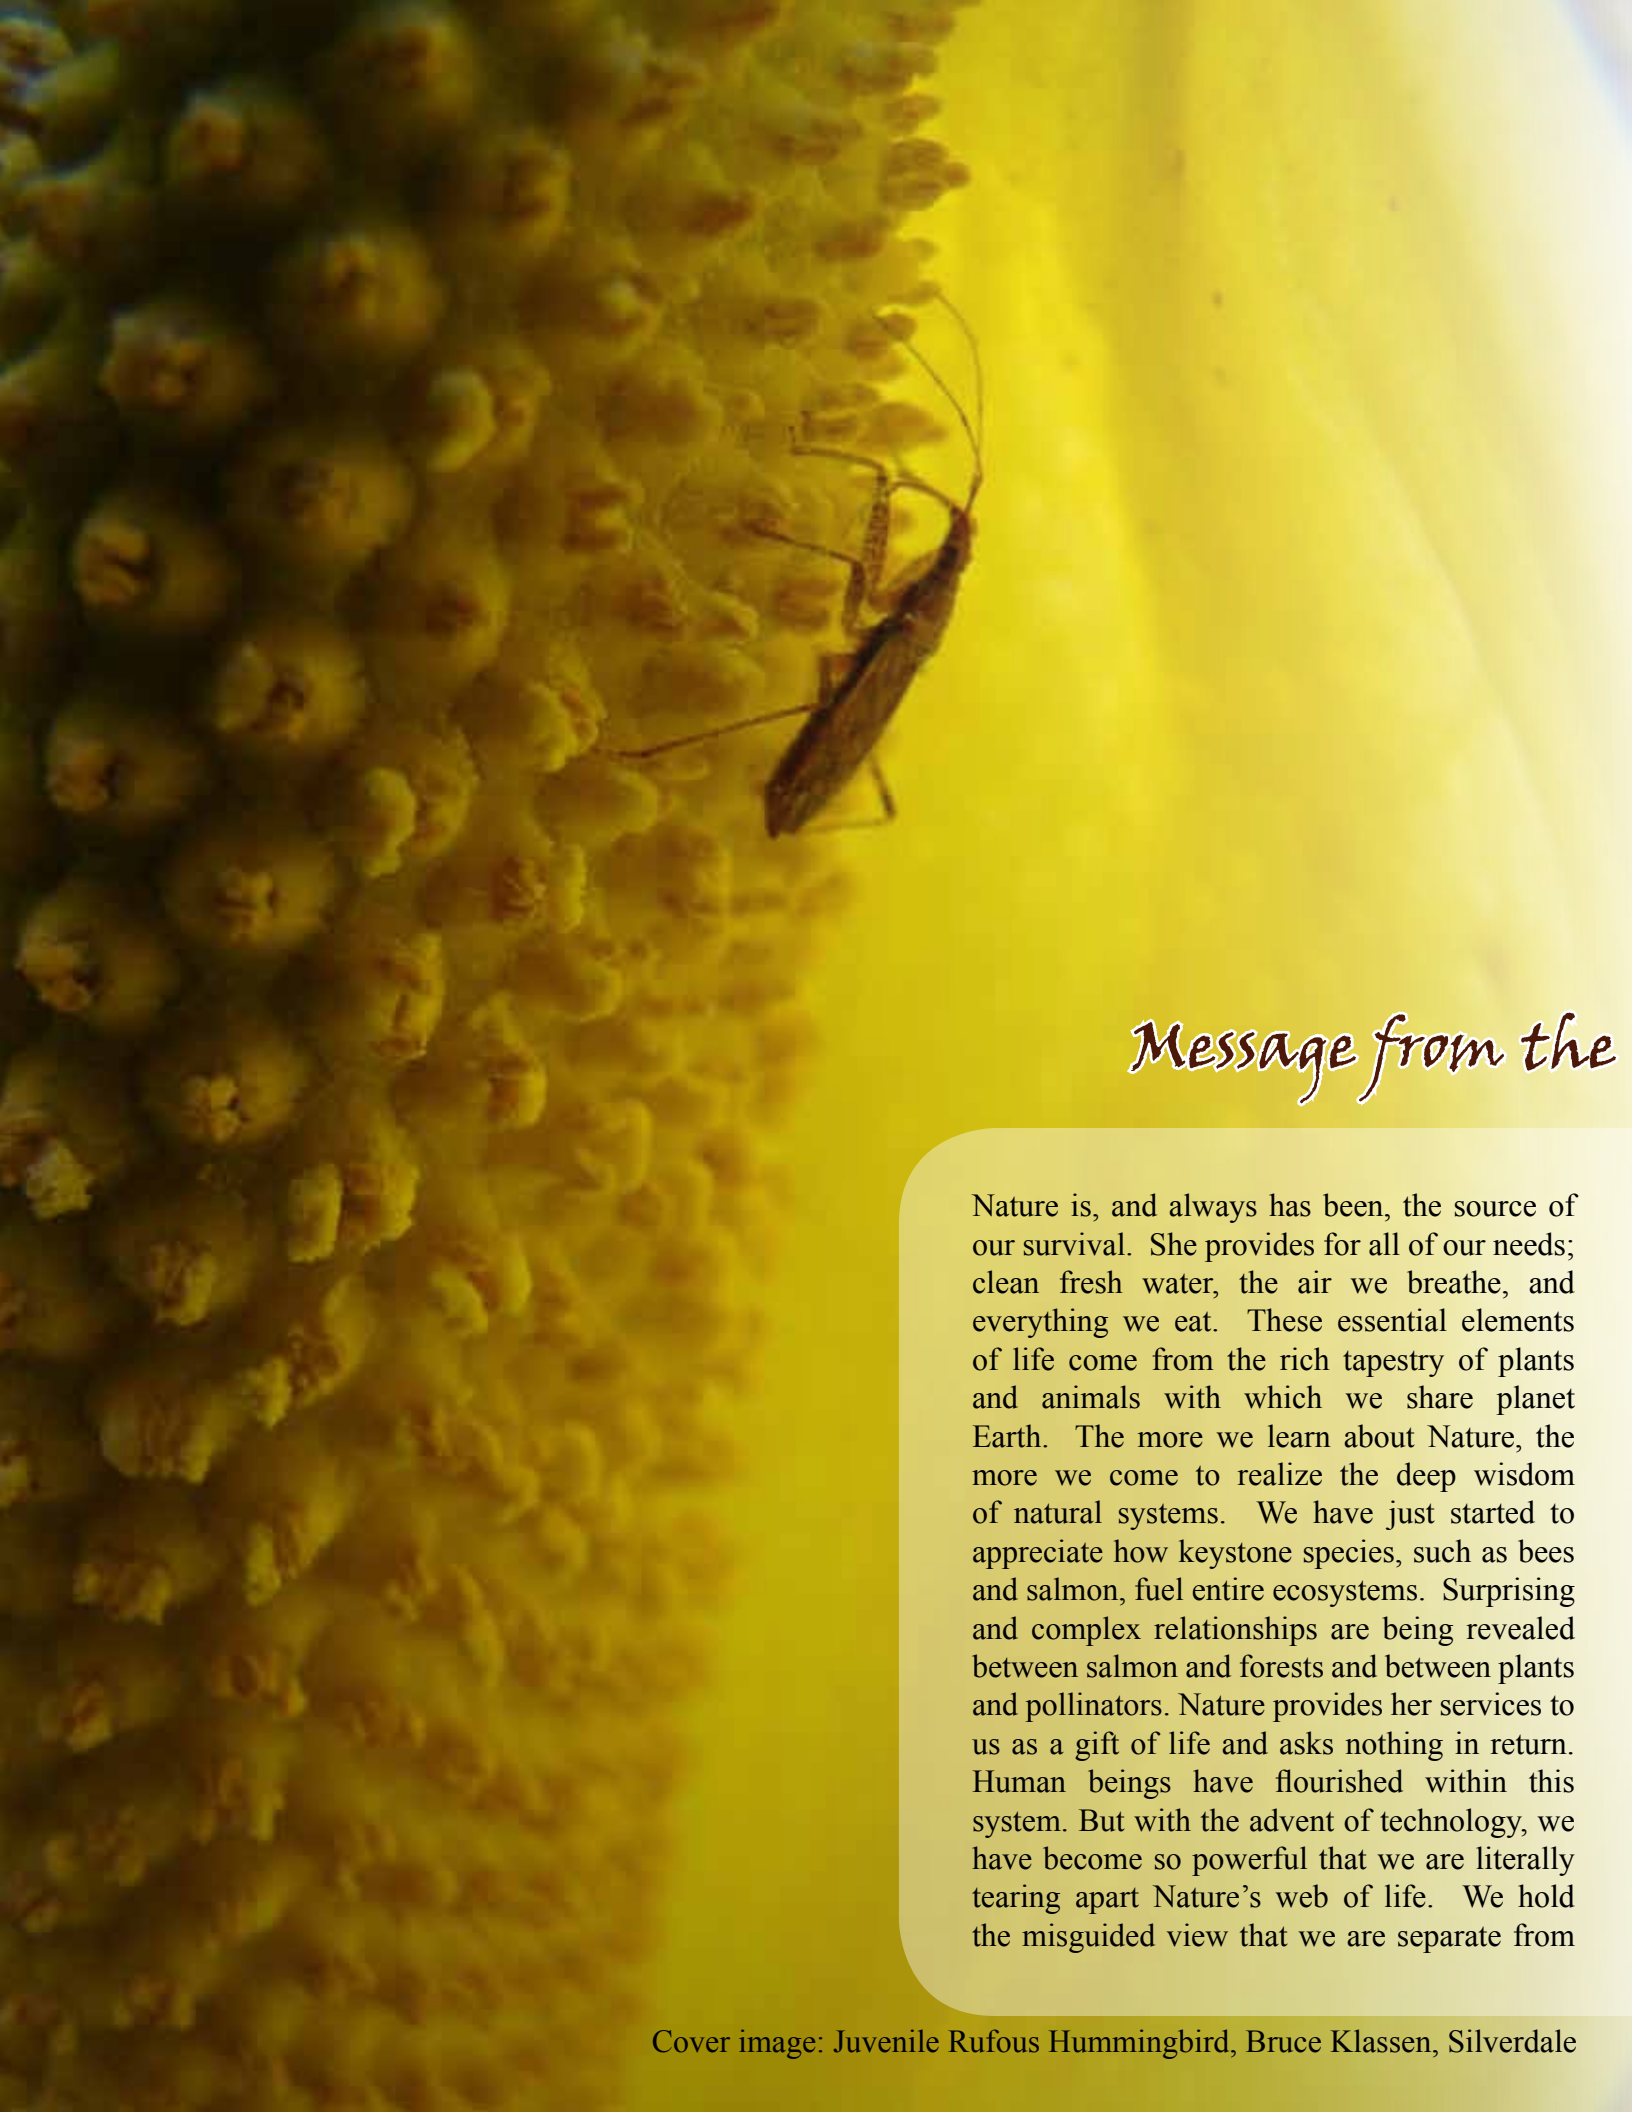 Message from the
Nature is, and always has been, the source of
our survival.  She provides for all of our needs;
clean fresh water, the air we breathe, and
everything we eat.  These essential elements
of life come from the rich tapestry of plants
and animals with which we share planet
Earth.  The more we learn about Nature, the
more we come to realize the deep wisdom
of natural systems.  We have just started to
appreciate how keystone species, such as bees
and salmon, fuel entire ecosystems.  Surprising
and complex relationships are being revealed
between salmon and forests and between plants
and pollinators. Nature provides her services to
us as a gift of life and asks nothing in return.
Human beings have flourished within this
system. But with the advent of technology, we
have become so powerful that we are literally
tearing apart Nature’s web of life.  We hold
the misguided view that we are separate from
Cover image: Juvenile Rufous Hummingbird, Bruce Klassen, Silverdale